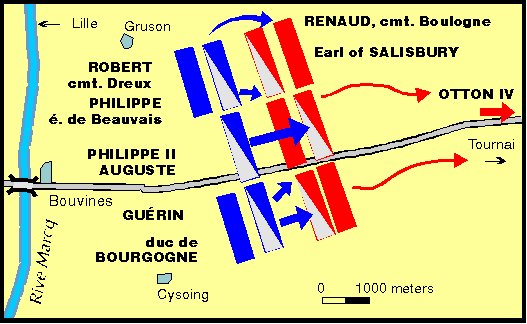 Lille
Gruson
RENAUD, cmt. Boulogne
Earl of SALISBURY
ROBERT
cmt. Dreux
PHILIPPE
é. de Beauvais
OTTON IV
Tournai
PHILIPPE II
AUGUSTE
Bouvines
GUÉRIN
duc de
BOURGOGNE
Rive Marcq
Cysoing
0 1000 meters